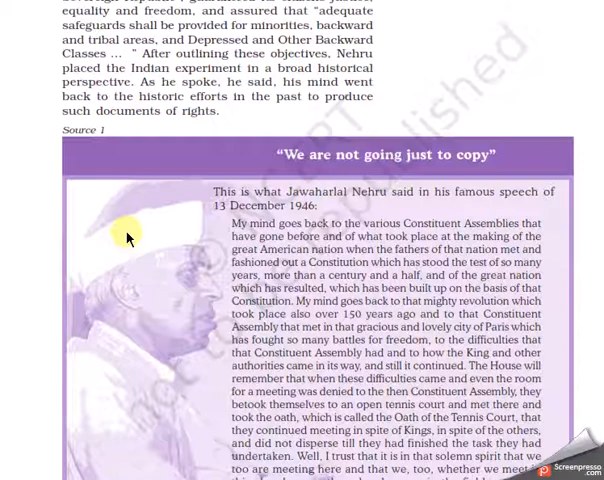 equality and freedom, and assured that “adequate
safeguards shall be provided for minorities, backward
and tribal areas, and Depressed and Other Backward
Classes … ” After outlining these objectives, Nehru
placed the Indian experiment in a broad historical
perspective. As he spoke, he said, his mind went
back to the historic efforts in the past to produce
such documents of rights.
Source 1
“We are not going just to copy”
This is what Jawaharlal Nehru said in his famous speech of
13 December 1946:
My mind goes back to the various Constituent Assemblies that
have gone before and of what took place at the making of the
great American nation when the fathers of that nation met and
fashioned out a Constitution which has stood the test of so many
years, more than a century and a half, and of the great nation
which has resulted, which has been built up on the basis of that
Constitution. My mind goes back to that mighty revolution which
took place also over 150 years ago and to that Constituent
Assembly that met in that gracious and lovely city of Paris which
has fought so many battles for freedom, to the difficulties that
that Constituent Assembly had and to how the King and other
authorities came in its way, and still it continued. The House will
remember that when these difficulties came and even the room
for a meeting was denied to the then Constituent Assembly, they
betook themselves to an open tennis court and met there and
took the oath, which is called the Oath of the Tennis Court, that
they continued meeting in spite of Kings, in spite of the others,
and did not disperse till they had finished the task they had
undertaken. Well, I trust that it is in that solemn spirit that we
too are meeting here and that we, too, whether we meet
© NCERT
not to be republished
Screenpresso